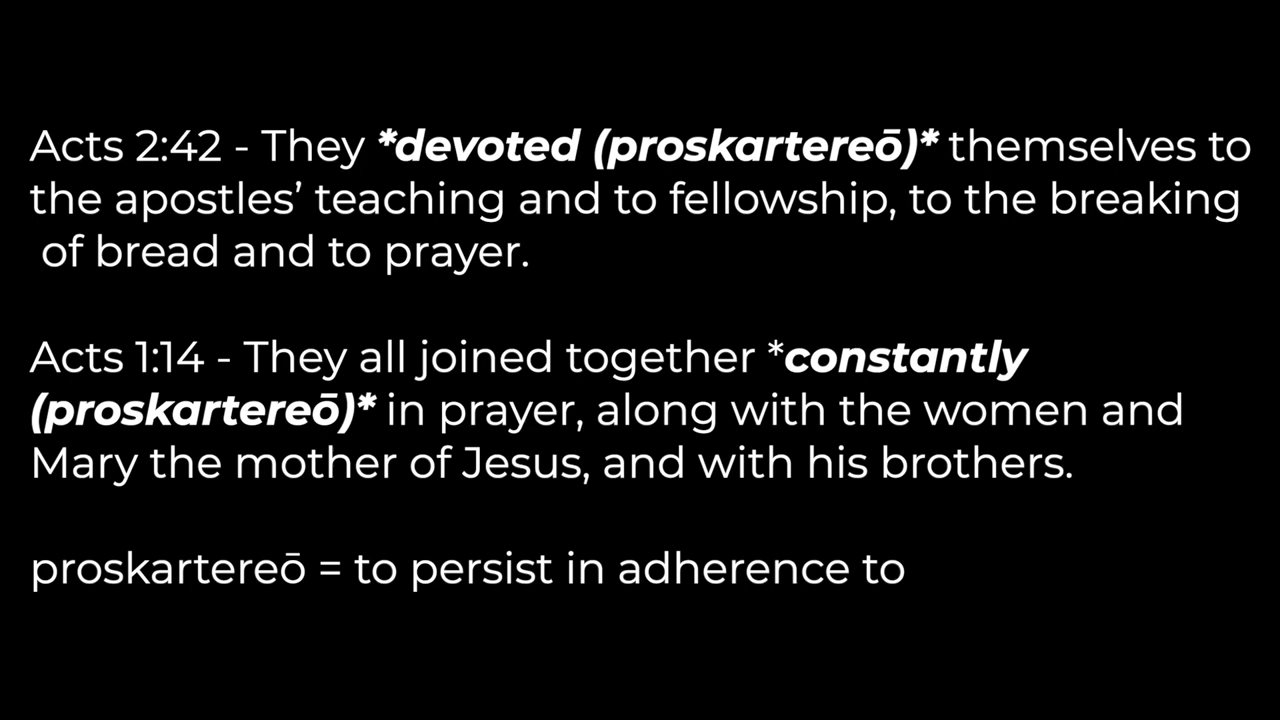 Acts 2:42 - They *devoted (proskartereō)* themselves to
the apostles’ teaching and to fellowship, to the breaking
of bread and to prayer.
Acts 1:14 - They all joined together *constantly
(proskartereō)* in prayer, along with the women and
Mary the mother of Jesus, and with his brothers.
proskartereō = to persist in adherence to